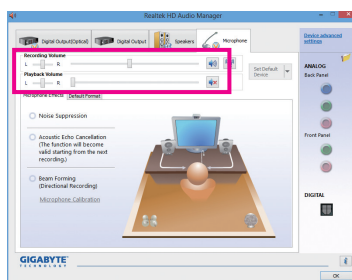 Realtek HD Audio Manager
Digital Output(Optical)
Digital Output
Speakers
Microphone
Device advanced
settings
Recording Volume
L
R
Playback Volume
L
R
Set Default
Device
ANALOG
Back Panel
Microphone Effects
Default Format
Noise Suppression
Acoustic Echo Cancellation
(The function will become
valid starting from the next
recording.)
Front Panel
Beam Forming
(Directional Recording)
Microphone Calibration
DIGITAL
GIGABYTE
TECHNOLOGY
OK